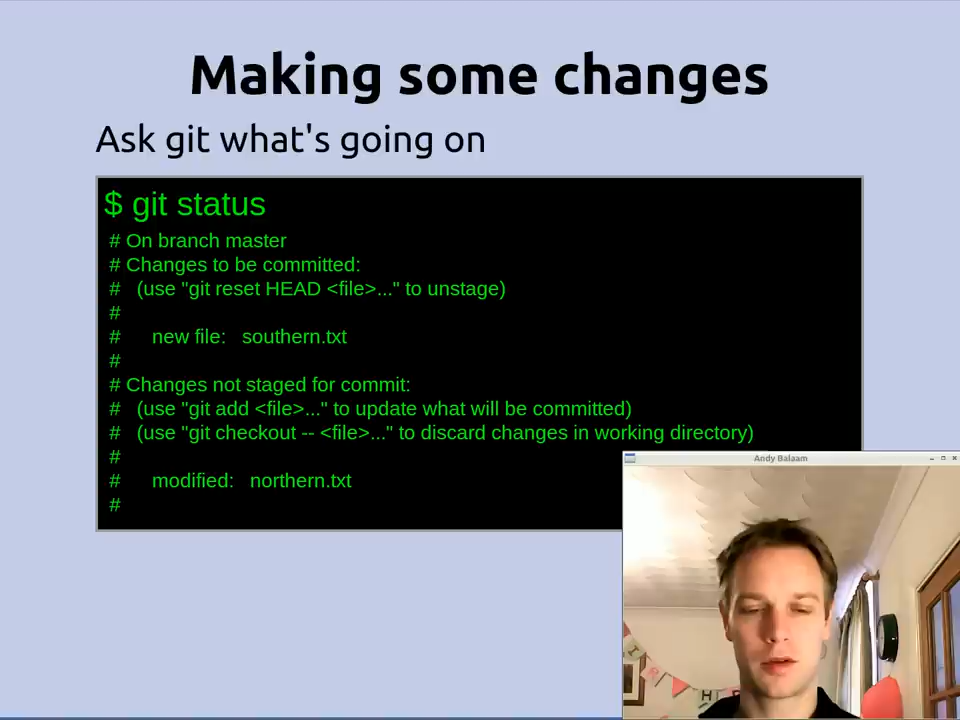 Making some changes
Ask git what's going on
$ git status
# On branch master
# Changes to be committed:
#   (use "git reset HEAD <file>..." to unstage)
#
#      new file:   southern.txt
#
# Changes not staged for commit:
#   (use "git add <file>..." to update what will be committed)
#   (use "git checkout -- <file>..." to discard changes in working directory)
#
#      modified:   northern.txt
#
Andy Balaam